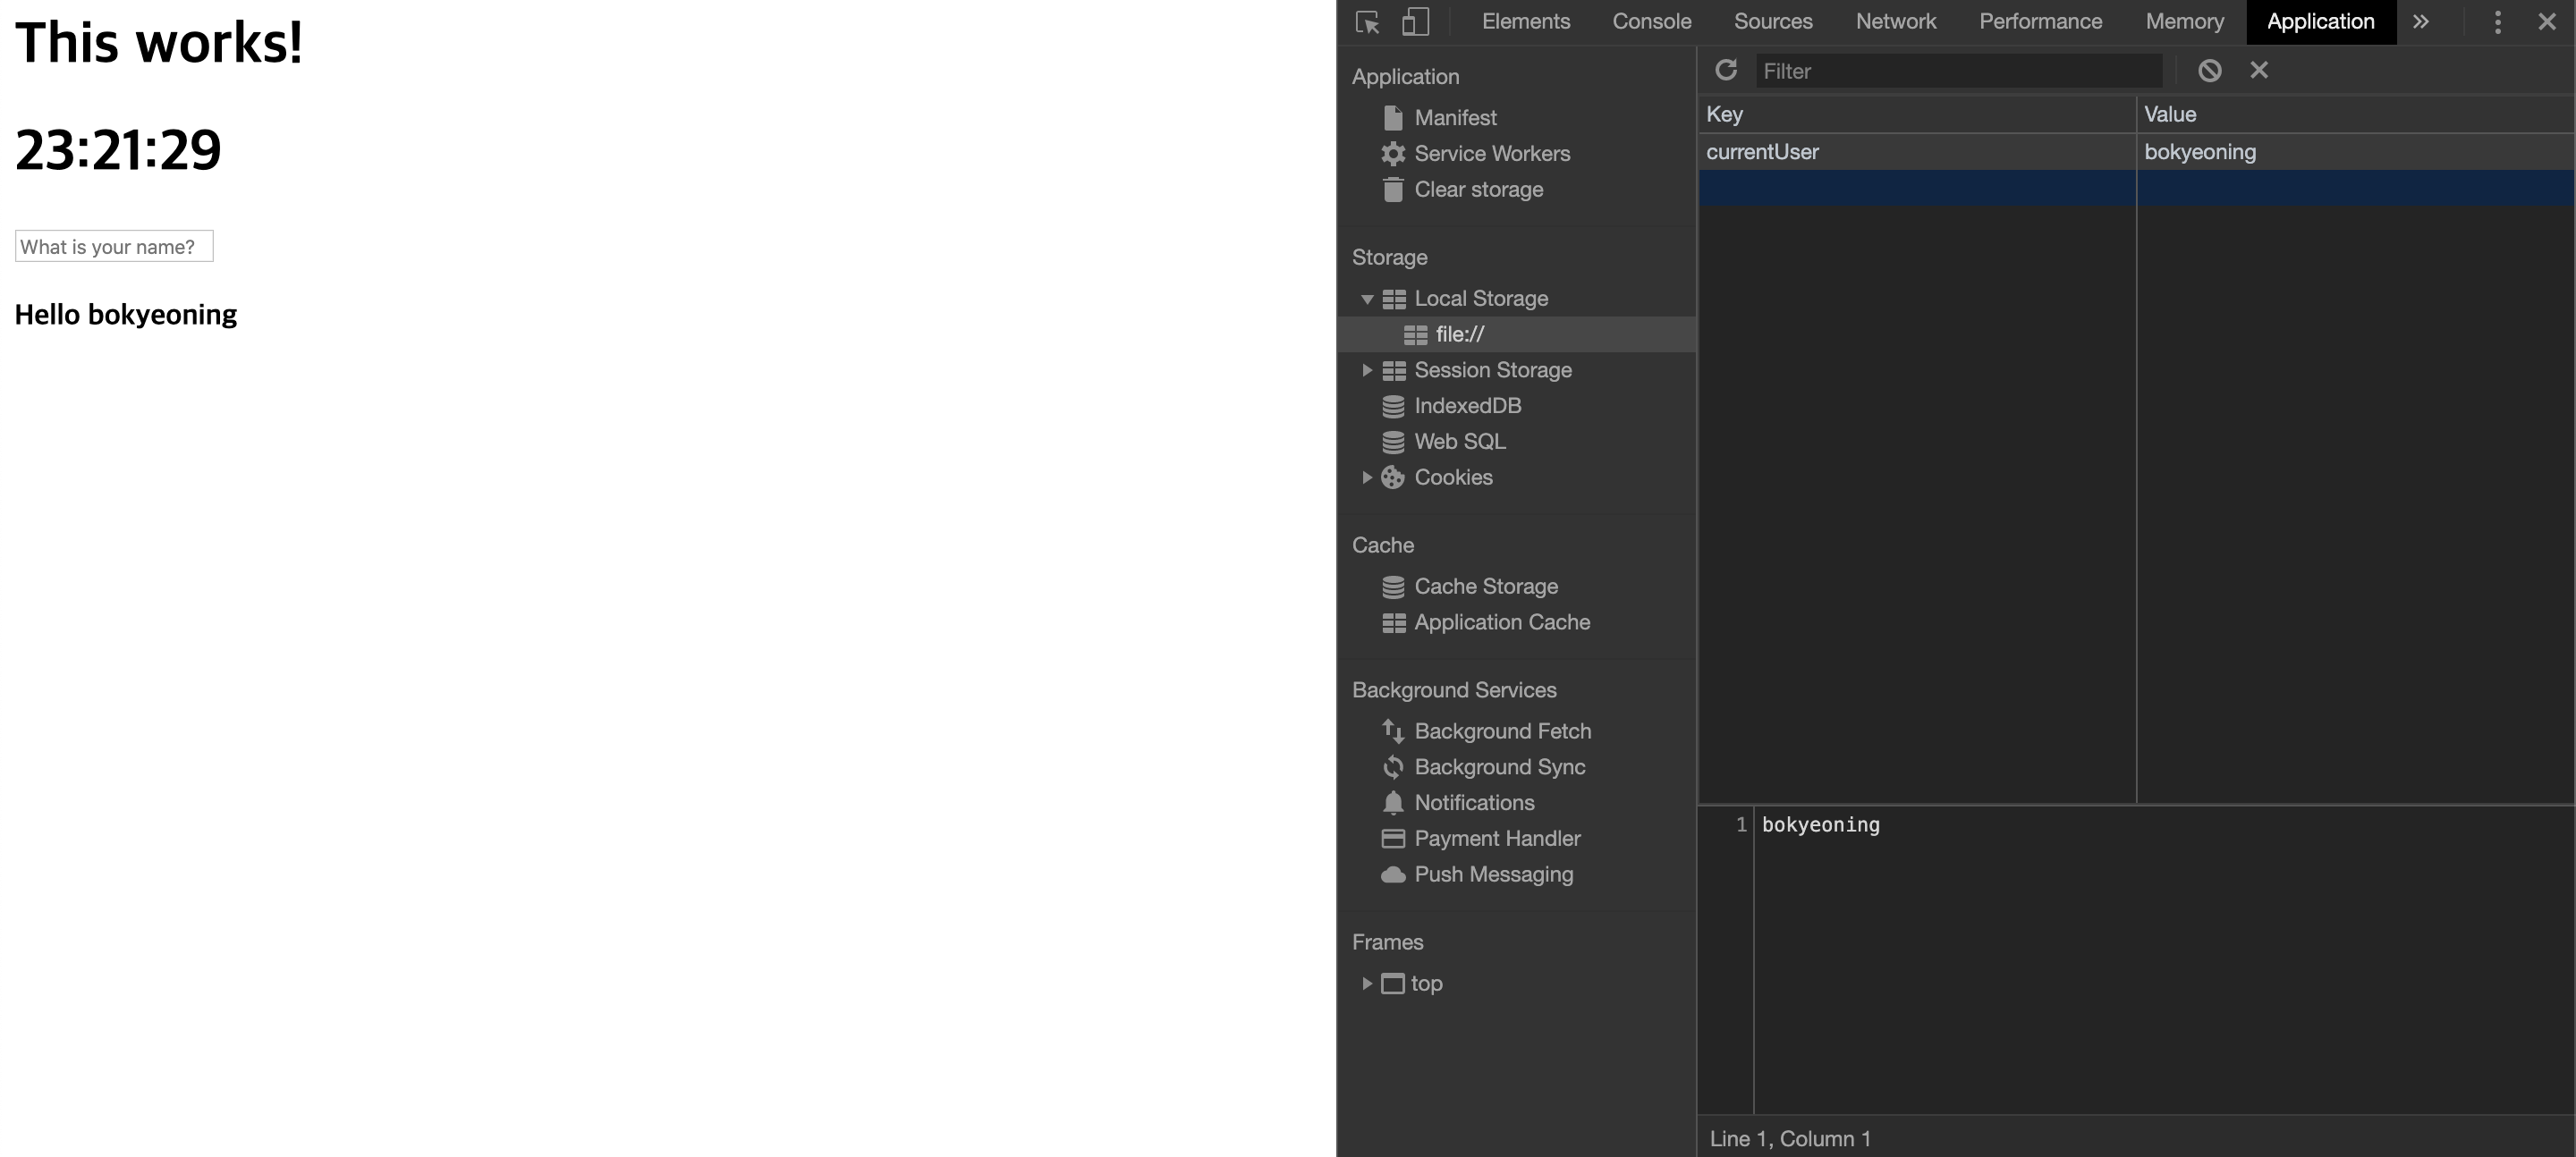 This works!
23:21:29
What is your name?
Hello bokyeoning
Elements Console Sources Network Performance Memory Application »
Application
Manifest
Service Workers
Clear storage
Storage
Local Storage
file://
Session Storage
IndexedDB
Web SQL
Cookies
Cache
Cache Storage
Application Cache
Background Services
Background Fetch
Background Sync
Notifications
Payment Handler
Push Messaging
Frames
top
Filter
Key Value
currentUser bokyeoning
1 bokyeoning
Line 1, Column 1